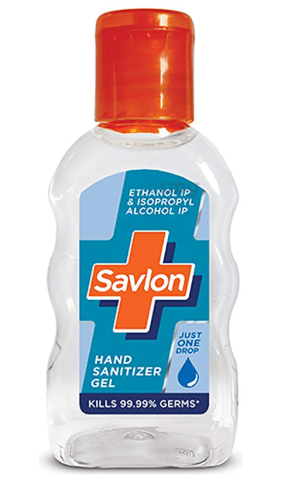 ETHANOL IP
& ISOPROPYL
ALCOHOL IP
Savlon
JUST
ONE
DROP
HAND
SANITIZER
GEL
KILLS 99.99% GERMS*